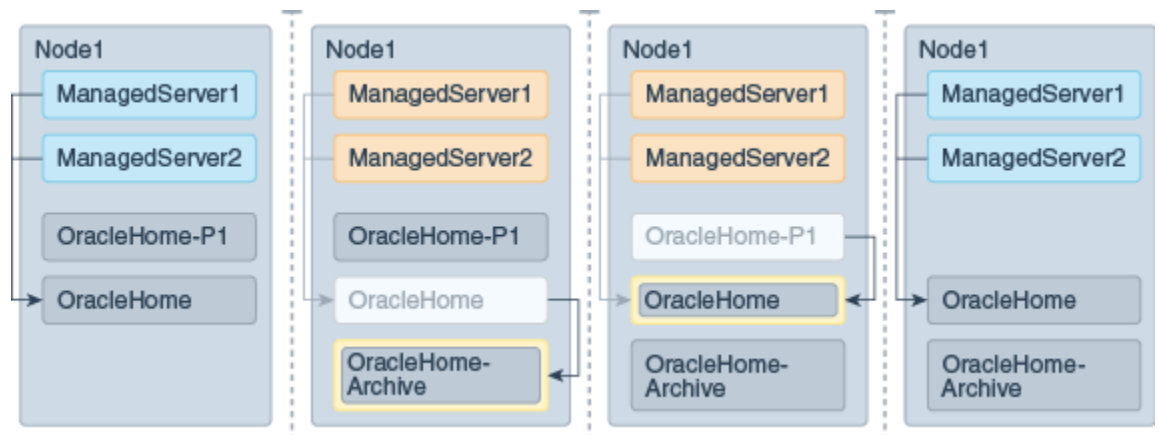 Node1
ManagedServer1
ManagedServer2
OracleHome-P1
OracleHome
Node1
ManagedServer1
ManagedServer2
OracleHome-P1
OracleHome
OracleHome-
Archive
Node1
ManagedServer1
ManagedServer2
OracleHome-P1
OracleHome
OracleHome-
Archive
Node1
ManagedServer1
ManagedServer2
OracleHome
OracleHome-
Archive